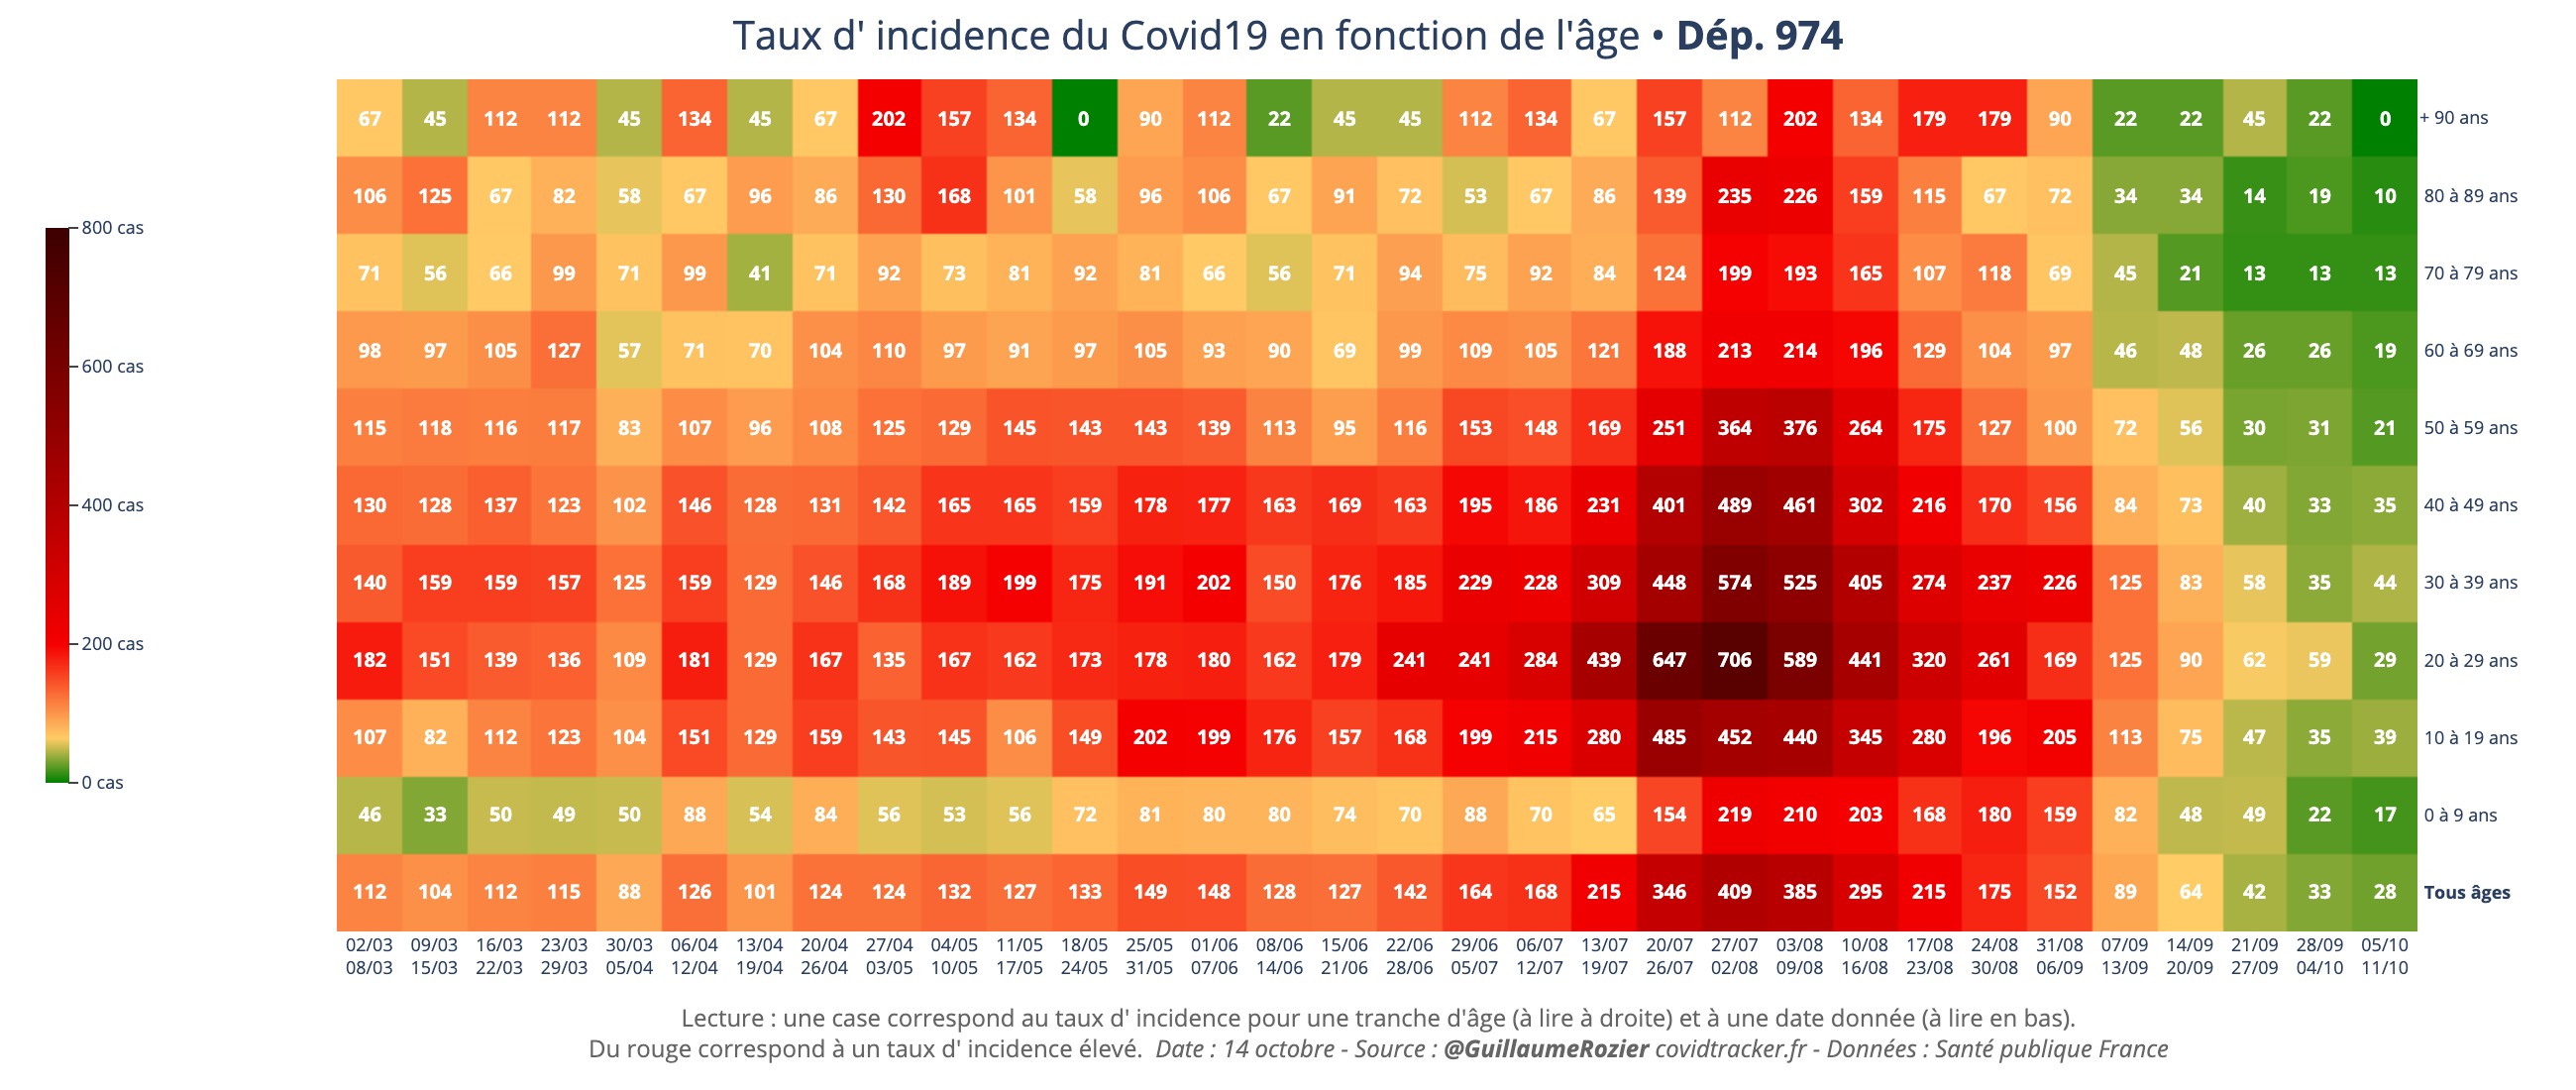 Taux d' incidence du Covid19 en fonction de l'âge • Dép. 974
800 cas
600 cas
400 cas
200 cas
0 cas
67 45 112 112 45 134 45 67 202 157 134 0 90 112 22 45 45 112 134 67 157 112 202 134 179 179 90 22 22 45 22 0 + 90 ans
106 125 67 82 58 67 96 86 130 168 101 58 96 106 67 91 72 53 67 86 139 235 226 159 115 67 72 34 34 14 19 10 80 à 89 ans
71 56 66 99 71 99 41 71 92 73 81 92 81 66 56 71 94 75 92 84 124 199 193 165 107 118 69 45 21 13 13 13 70 à 79 ans
98 97 105 127 57 71 70 104 110 97 91 97 105 93 90 69 99 109 105 121 188 213 214 196 129 104 97 46 48 26 26 19 60 à 69 ans
115 118 116 117 83 107 96 108 125 129 145 143 143 139 113 95 116 153 148 169 251 364 376 264 175 127 100 72 56 30 31 21 50 à 59 ans
130 128 137 123 102 146 128 131 142 165 165 159 178 177 163 169 163 195 186 231 401 489 461 302 216 170 156 84 73 40 33 35 40 à 49 ans
140 159 159 157 125 159 129 146 168 189 199 175 191 202 150 176 185 229 228 309 448 574 525 405 274 237 226 125 83 58 35 44 30 à 39 ans
182 151 139 136 109 181 129 167 135 167 162 173 178 180 162 179 241 241 284 439 647 706 589 441 320 261 169 125 90 62 59 29 20 à 29 ans
107 82 112 123 104 151 129 159 143 145 106 149 202 199 176 157 168 199 215 280 485 452 440 345 280 196 205 113 75 47 35 39 10 à 19 ans
46 33 50 49 50 88 54 84 56 53 56 72 81 80 80 74 70 88 70 65 154 219 210 203 168 180 159 82 48 49 22 17 0 à 9 ans
112 104 112 115 88 126 101 124 124 132 127 133 149 148 128 127 142 164 168 215 346 409 385 295 215 175 152 89 64 42 33 28 Tous âges
02/03 09/03 16/03 23/03 30/03 06/04 13/04 20/04 27/04 04/05 11/05 18/05 25/05 01/06 08/06 15/06 22/06 29/06 06/07 13/07 20/07 27/07 03/08 10/08 17/08 24/08 31/08 07/09 14/09 21/09 28/09 05/10
08/03 15/03 22/03 29/03 05/04 12/04 19/04 26/04 03/05 10/05 17/05 24/05 31/05 07/06 14/06 21/06 28/06 05/07 12/07 19/07 26/07 02/08 09/08 16/08 23/08 30/08 06/09 13/09 20/09 27/09 04/10 11/10
Lecture : une case correspond au taux d' incidence pour une tranche d'âge (à lire à droite) et à une date donnée (à lire en bas).
Du rouge correspond à un taux d' incidence élevé. Date : 14 octobre - Source : @GuillaumeRozier covidtracker.fr - Données : Santé publique France